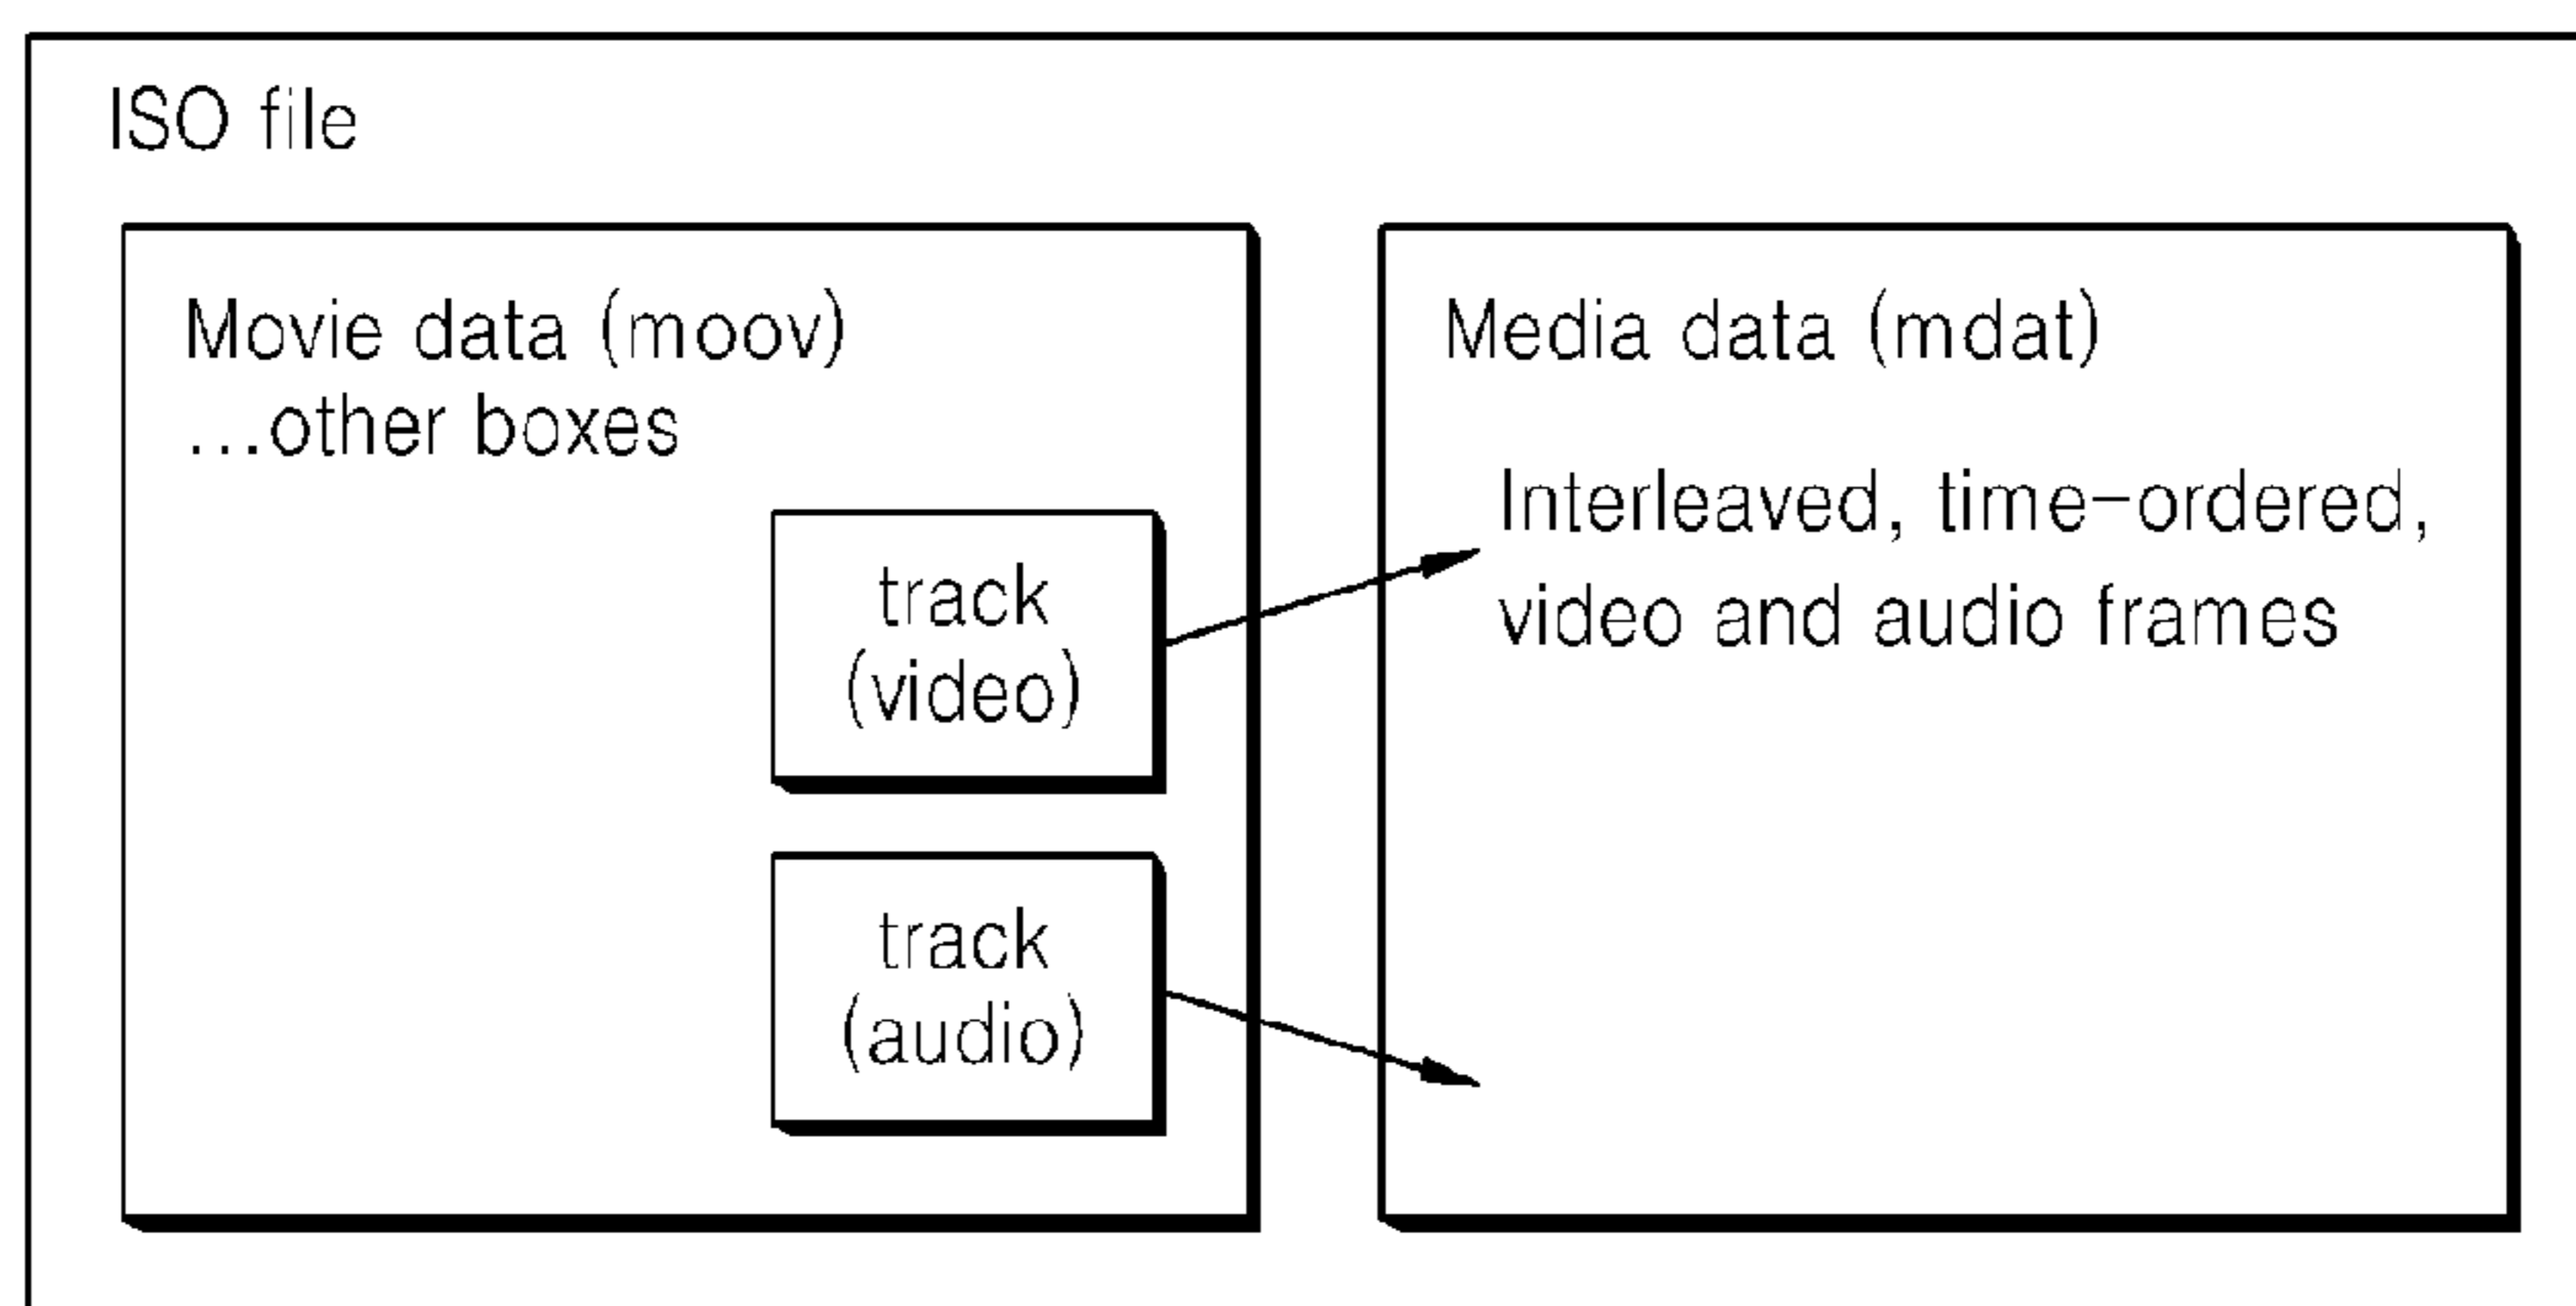 ISO file
Movie data (moov)
...other boxes
track
(video)
track
(audio)
Media data (mdat)
Interleaved, time-ordered,
video and audio frames